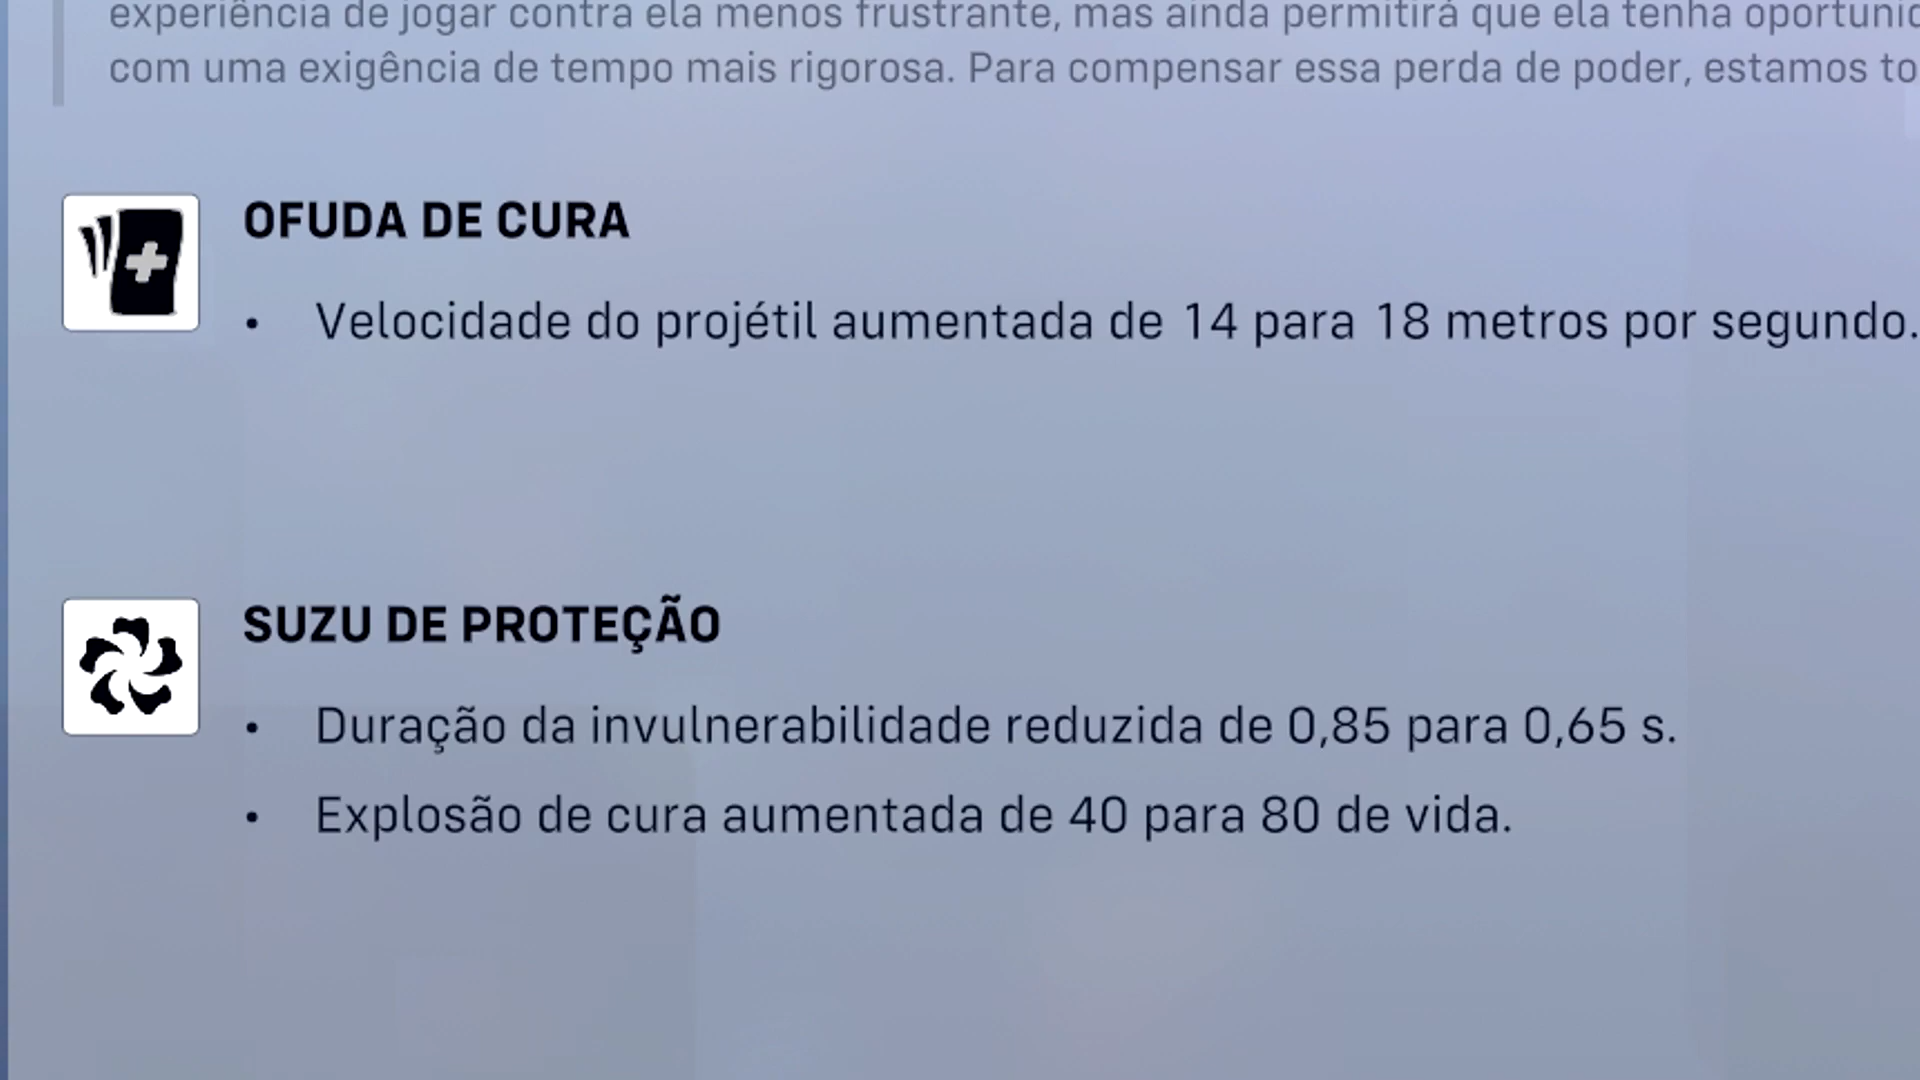 experiência de jogar contra ela menos frustrante, mas ainda permitirá que ela tenha
com uma exigência de tempo mais rigorosa. Para compensar essa perda de poder, estamos
OFUDA DE CURA
• Velocidade do projétil aumentada de 14 para 18 metros por segundo.
SUZU DE PROTEÇÃO
• Duração da invulnerabilidade reduzida de 0,85 para 0,65 s.
• Explosão de cura aumentada de 40 para 80 de vida.